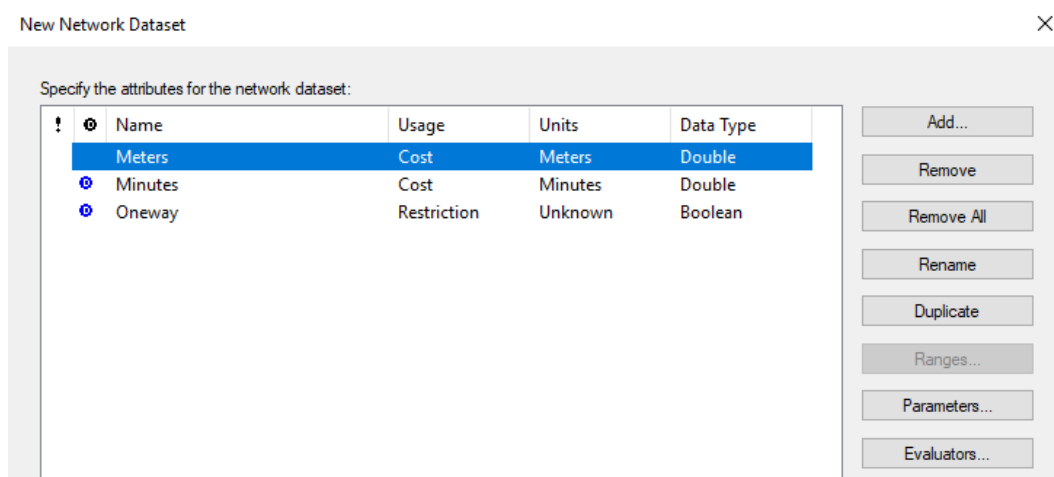 New Network Dataset
Specify the attributes for the network dataset:
! D Name Usage Units Data Type
Meters Cost Meters Double
D Minutes Cost Minutes Double
D Oneway Restriction Unknown Boolean
Add...
Remove
Remove All
Rename
Duplicate
Ranges...
Parameters...
Evaluators...